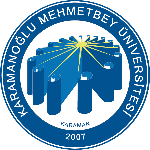 KARAMANOĞLU MEHMETBEY ÜNİVERSİTESİ
KARAMAN
2007